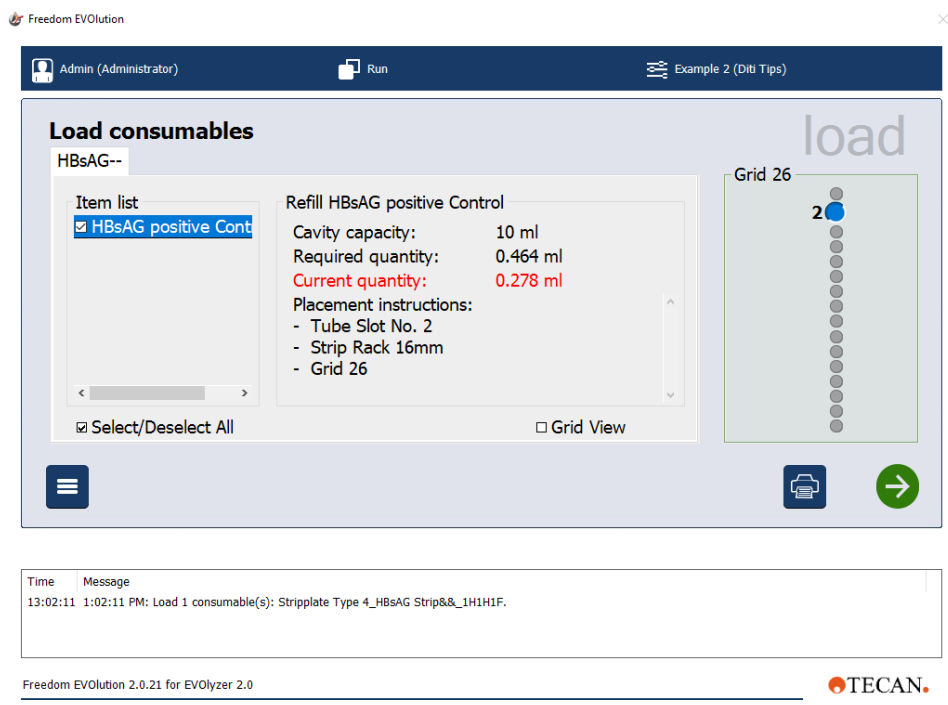 Freedom EVOlution
Admin (Administrator)
Run
Example 2 (Diti Tips)
Load consumables
load
HBsAG--
Item list
HBsAG positive Cont
Select/Deselect All
Refill HBsAG positive Control
Cavity capacity: 10 ml
Required quantity: 0.464 ml
Current quantity: 0.278 ml
Placement instructions:
- Tube Slot No. 2
- Strip Rack 16mm
- Grid 26
Grid View
Grid 26
2
Time Message
13:02:11 1:02:11 PM: Load 1 consumable(s): Stripplate Type 4_HBsAG Strip&&_1H1H1F.
Freedom EVOlution 2.0.21 for EVOlyzer 2.0
TECAN.